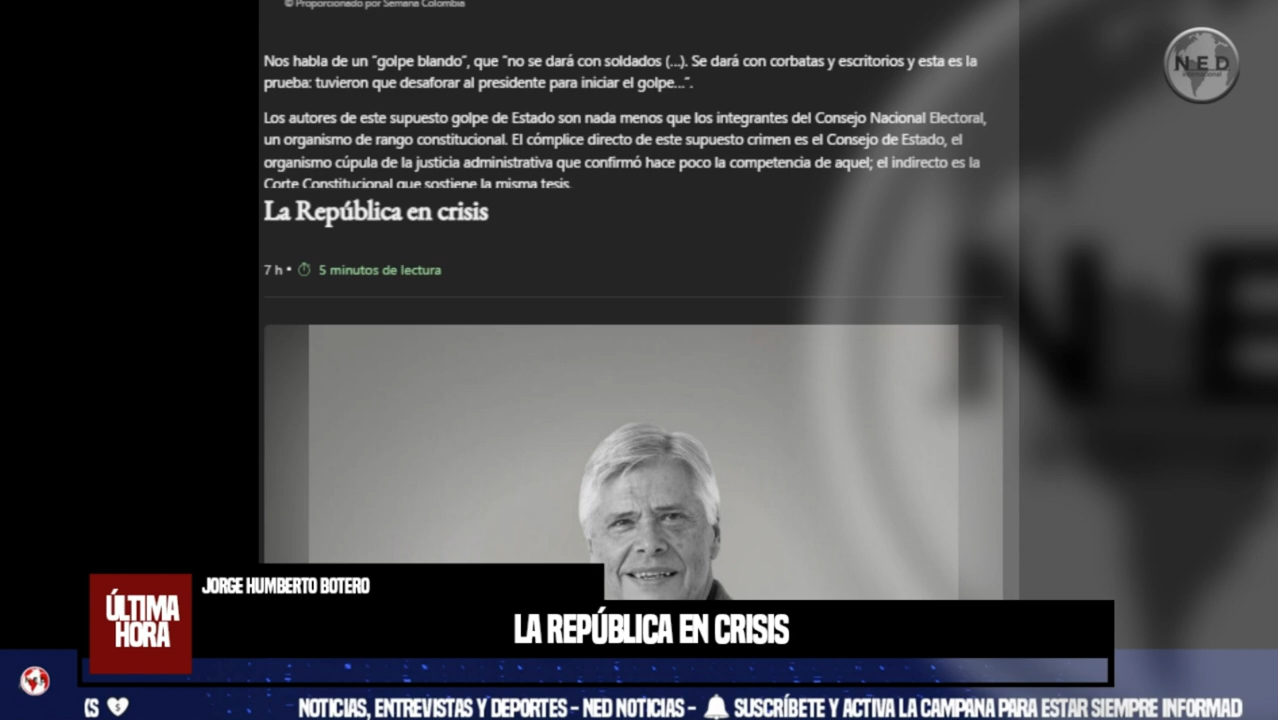 © Proporcionado por Semana Colombia
Nos habla de un "golpe blando", que "no se dará con soldados (...). Se dará con corbatas y escritorios y esta es la
prueba: tuvieron que desaforar al presidente para iniciar el golpe...".
Los autores de este supuesto golpe de Estado son nada menos que los integrantes del Consejo Nacional Electoral,
un organismo de rango constitucional. El cómplice directo de este supuesto crimen es el Consejo de Estado, el
organismo cúpula de la justicia administrativa que confirmó hace poco la competencia de aquel; el indirecto es la
Corte Constitucional que sostiene la misma tesis.
La República en crisis
7 h • 5 minutos de lectura
NED
internacional
NE
JORGE HUMBERTO BOTERO
ÚLTIMA
HORA
LA REPÚBLICA EN CRISIS
CS
NOTICIAS, ENTREVISTAS Y DEPORTES - NED NOTICIAS - SUSCRÍBETE Y ACTIVA LA CAMPANA PARA ESTAR SIEMPRE INFORMAD